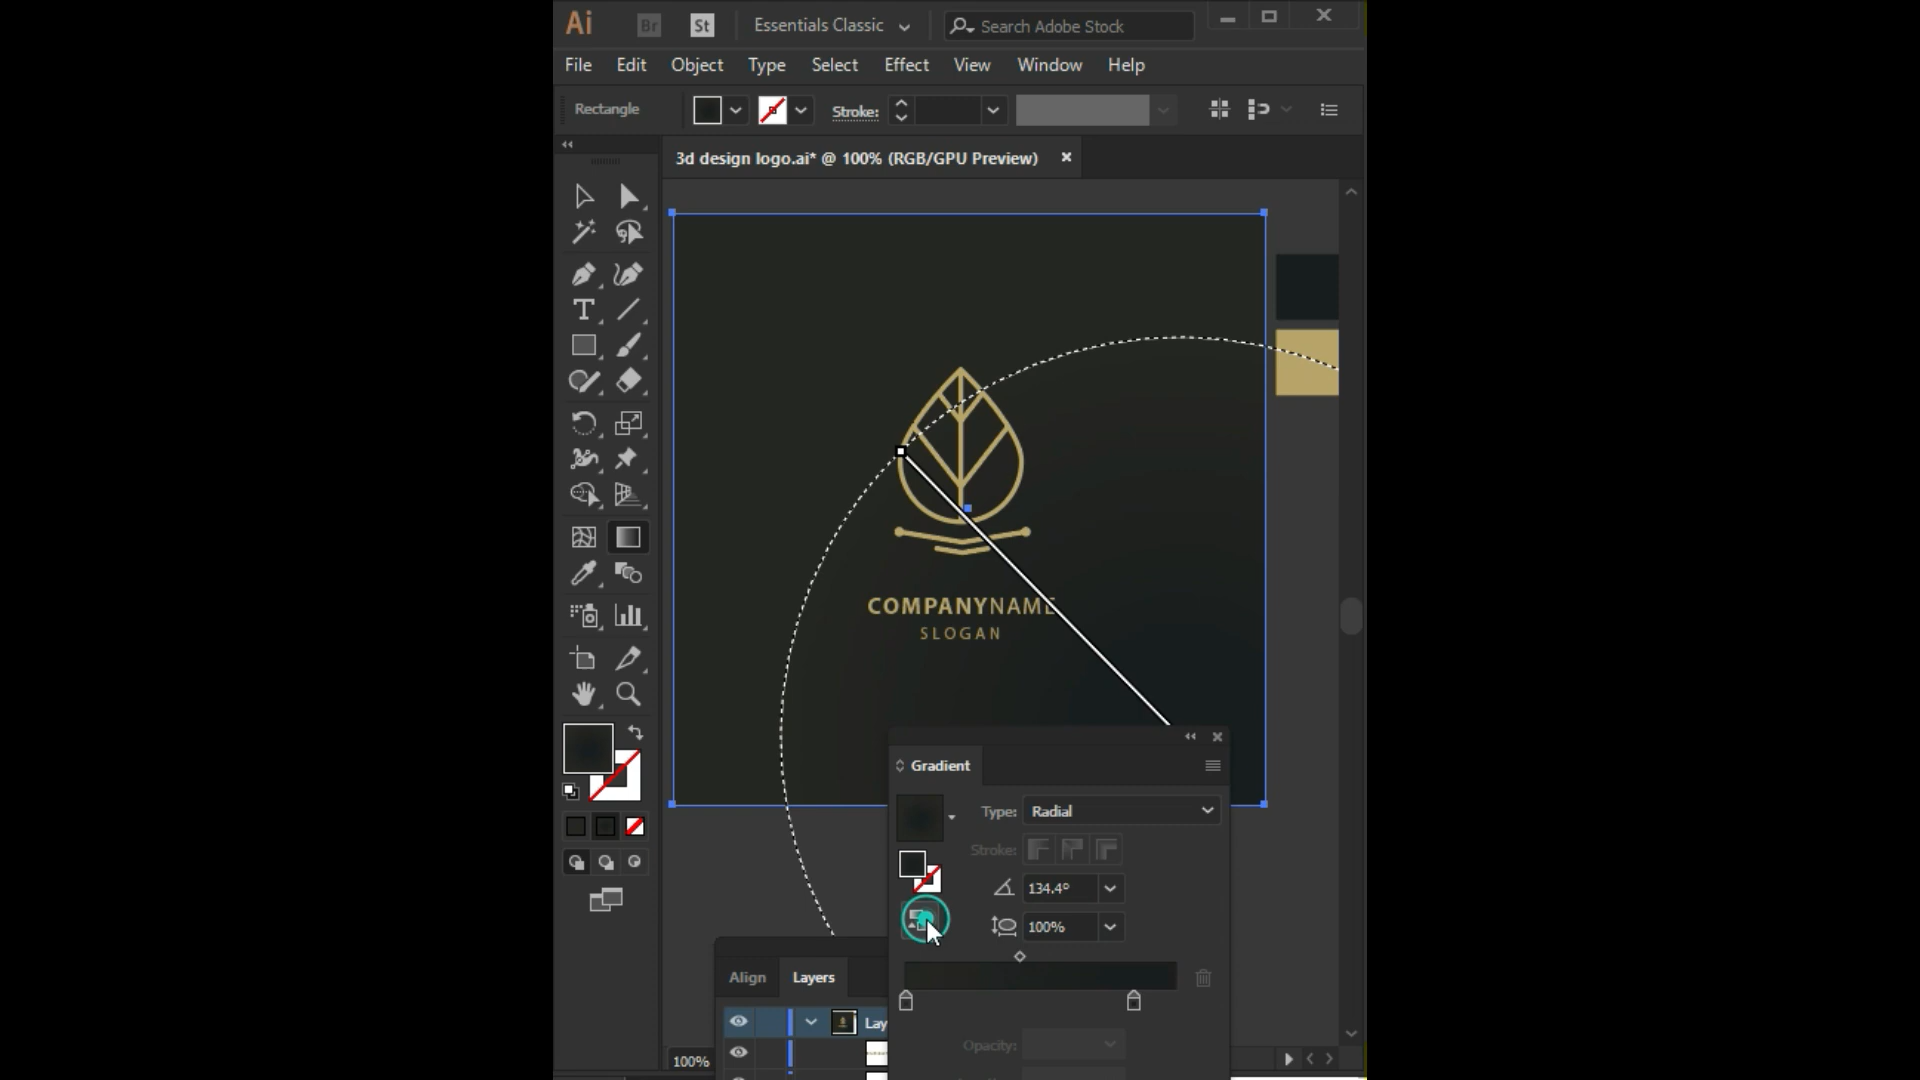 Ai Br St Essentials Classic Search Adobe Stock
File Edit Object Type Select Effect View Window Help
Rectangle Stroke:
3d design logo.ai* @ 100% (RGB/GPU Preview)
COMPANYNAME
SLOGAN
Gradient
Type: Radial
Stroke:
134.4°
100%
Align Layers
Lay
Opacity:
100%